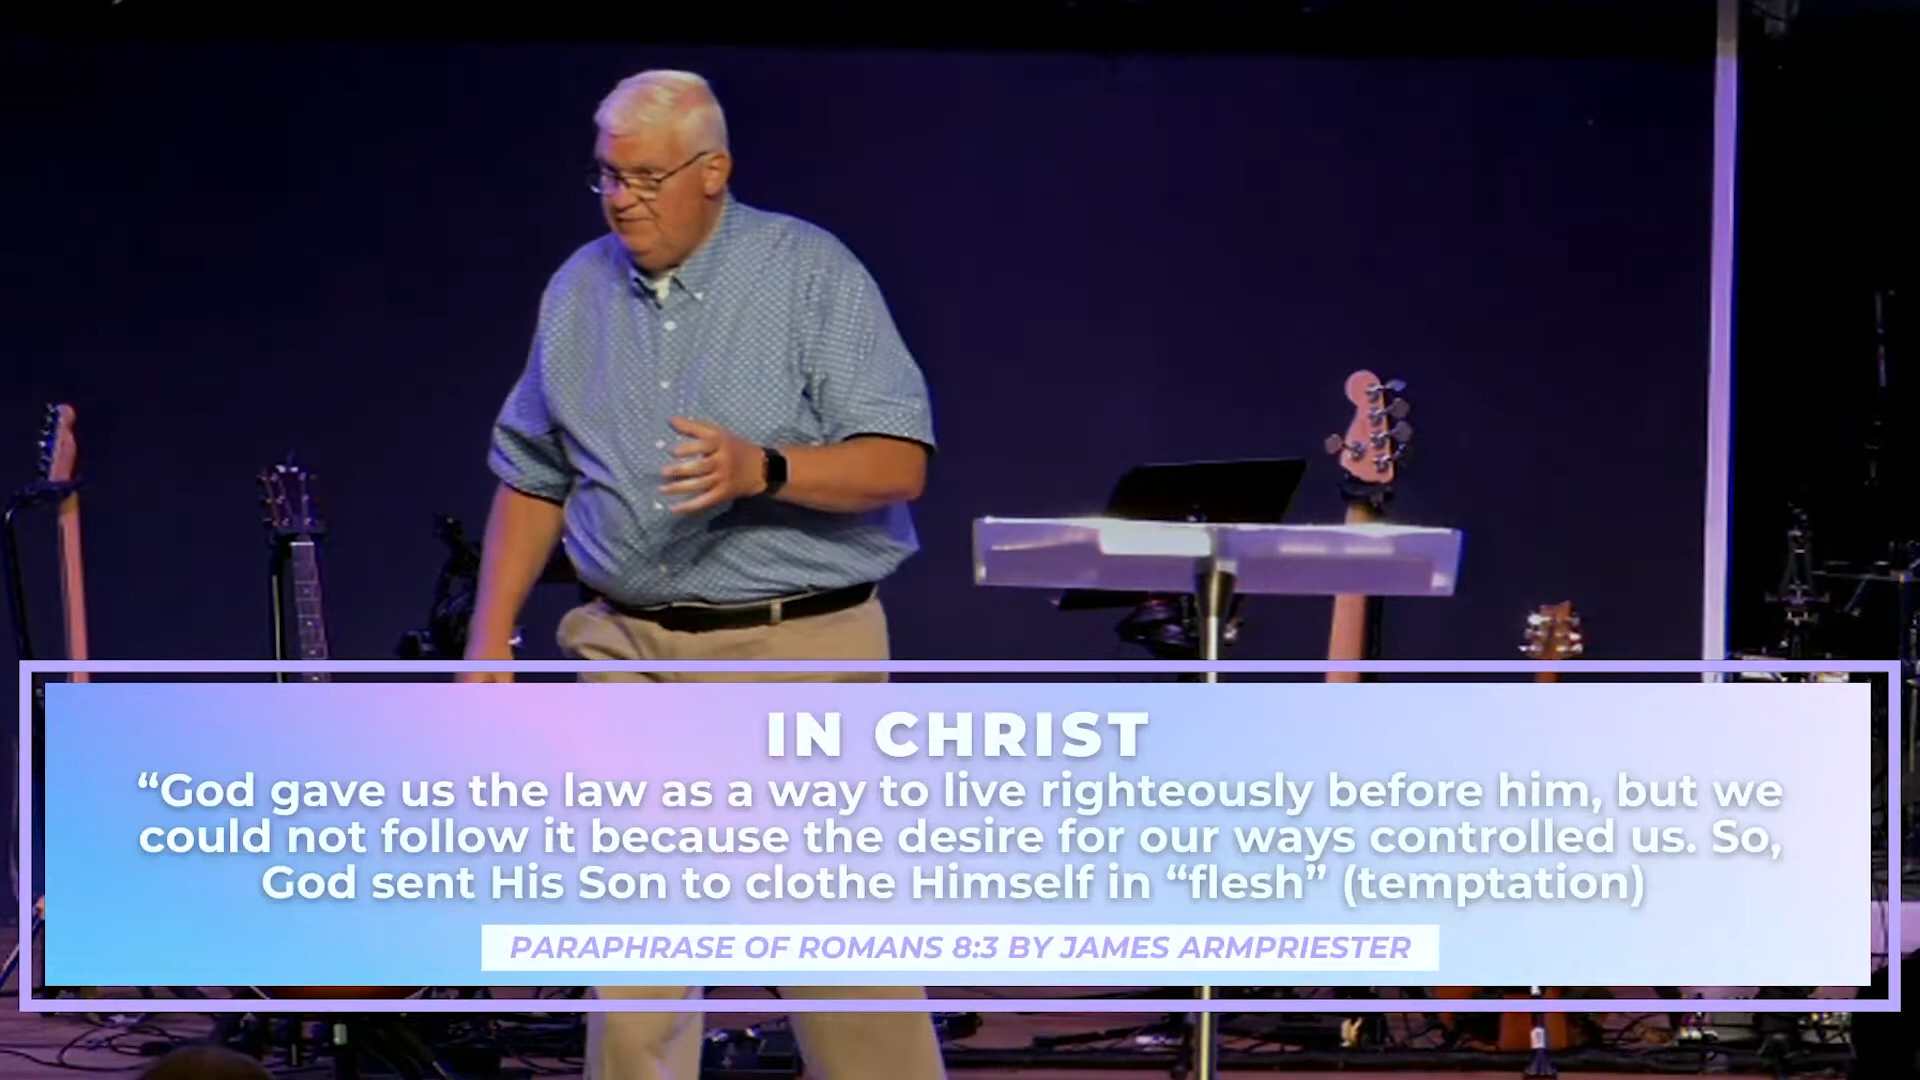 IN CHRIST
“God gave us the law as a way to live righteously before him, but we
could not follow it because the desire for our ways controlled us. So,
God sent His Son to clothe Himself in “flesh” (temptation)
PARAPHRASE OF ROMANS 8:3 BY JAMES ARMPRIESTER